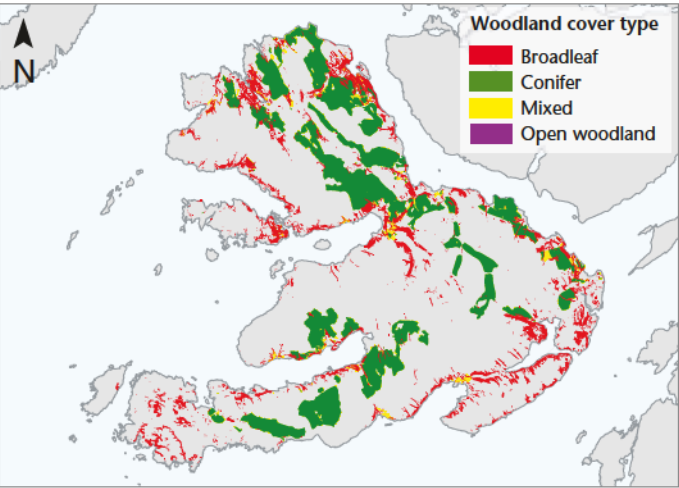 N
Woodland cover type
Broadleaf
Conifer
Mixed
Open woodland